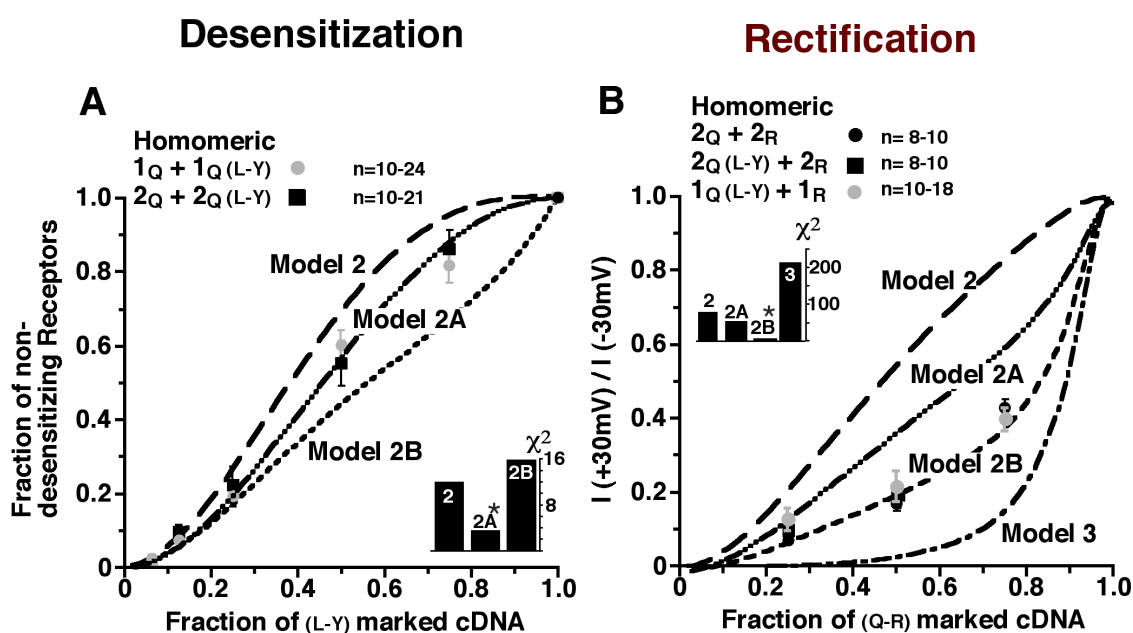 Desensitization
Rectification
A
Homomeric
1Q + 1Q (L-Y) n=10-24
2Q + 2Q (L-Y) n=10-21
1.0
0.8
0.6
0.4
0.2
0
0 0.2 0.4 0.6 0.8 1.0
Fraction of non-
desensitizing Receptors
Fraction of (L-Y) marked cDNA
Model 2
Model 2A
Model 2B
χ2
16
8
2
2A
*
2B
B
Homomeric
2Q + 2R n= 8-10
2Q (L-Y) + 2R n= 8-10
1Q (L-Y) + 1R n=10-18
1.0
0.8
0.6
0.4
0.2
0
0 0.2 0.4 0.6 0.8 1.0
I (+30mV) / I (-30mV)
Fraction of (Q-R) marked cDNA
χ2
200
100
2
2A
*
2B
3
Model 2
Model 2A
Model 2B
Model 3